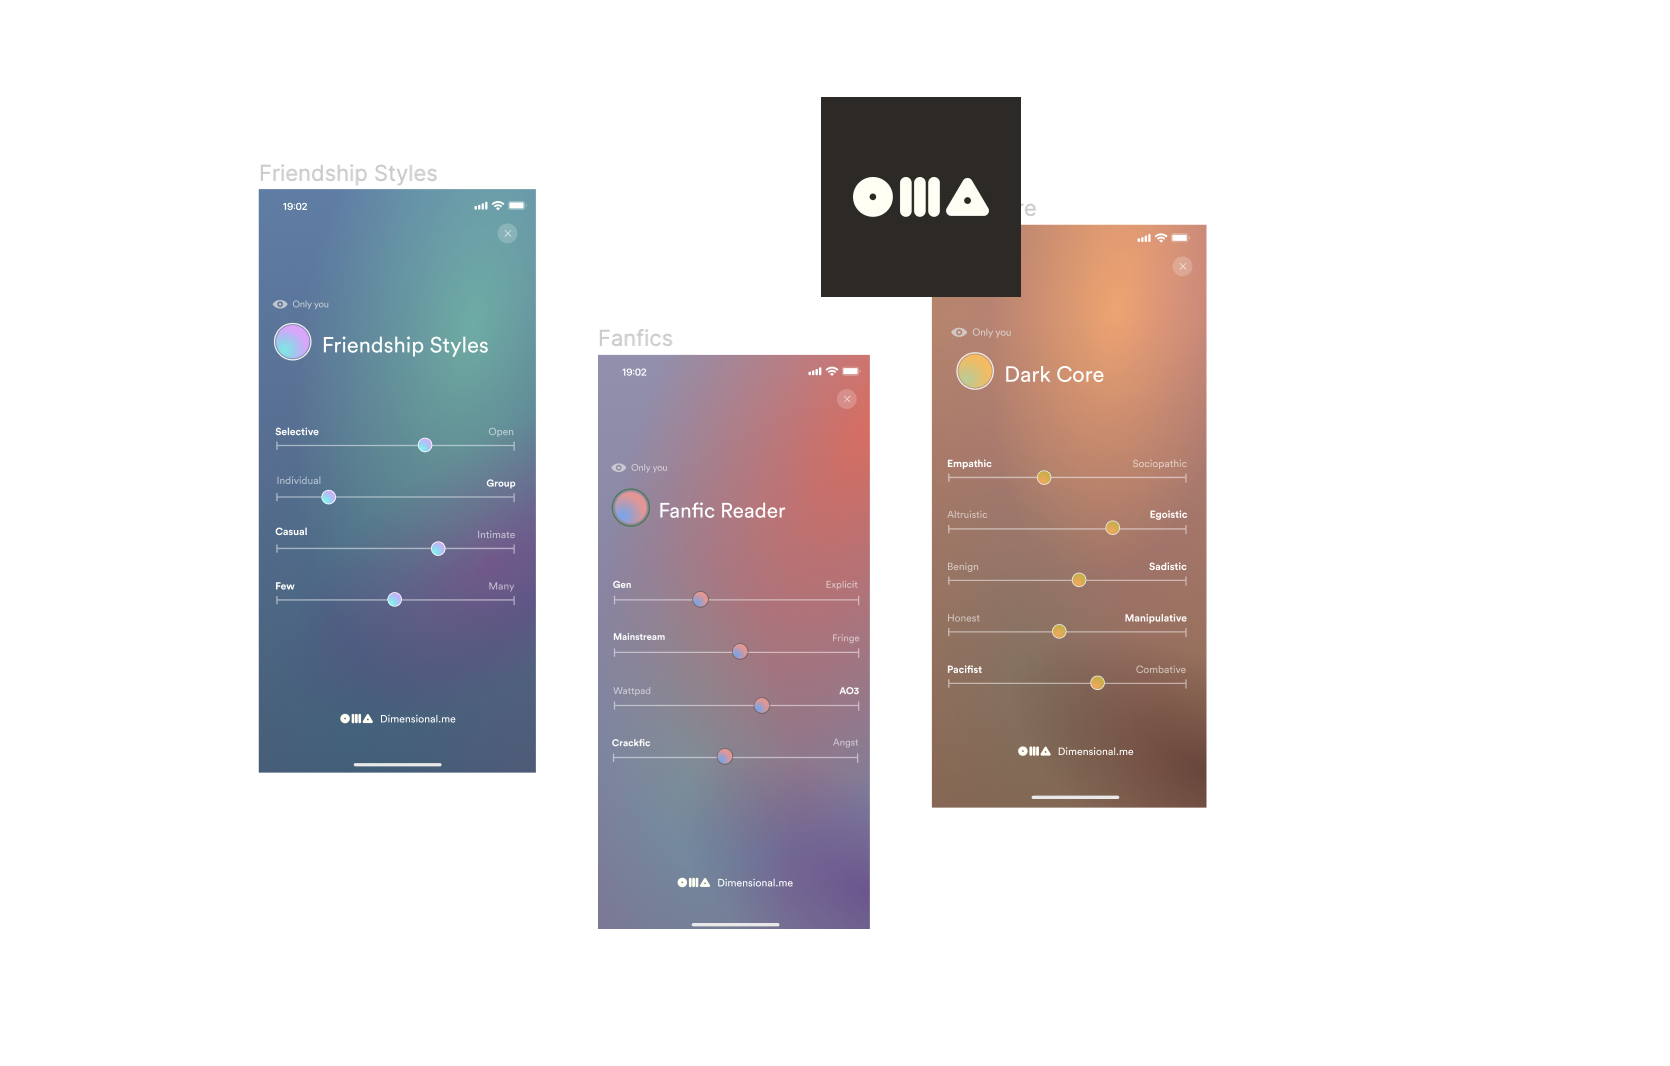 Friendship Styles
19:02
Only you
Friendship Styles
Selective Open
Individual Group
Casual Intimate
Few Many
Dimensional.me
Fanfics
19:02
Only you
Fanfic Reader
Gen Explicit
Mainstream Fringe
Wattpad AO3
Crackfic Angst
Dimensional.me
re
Only you
Dark Core
Empathic Sociopathic
Altruistic Egoistic
Benign Sadistic
Honest Manipulative
Pacifist Combative
Dimensional.me